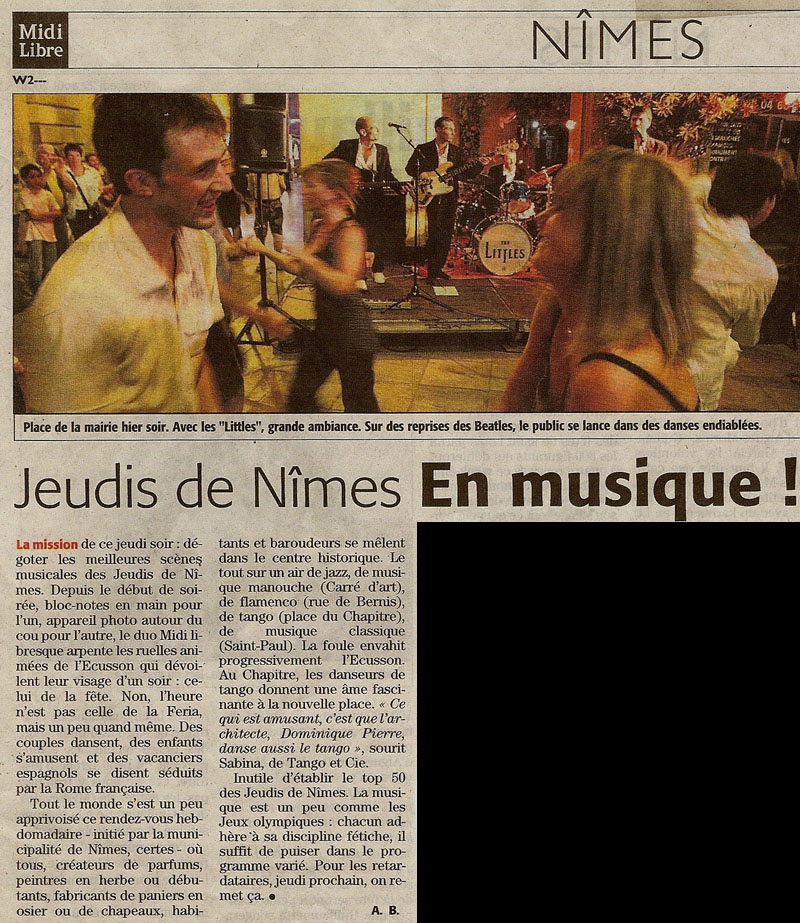 Midi
Libre
NÎMES
W2---
04 6
THE
LITTLES
Place de la mairie hier soir. Avec les "Littles", grande ambiance. Sur des reprises des Beatles, le public se lance dans des danses endiablées.
Jeudis de Nîmes En musique !
La mission de ce jeudi soir : dé-
goter les meilleures scènes
musicales des Jeudis de Nî-
mes. Depuis le début de soi-
rée, bloc-notes en main pour
l'un, appareil photo autour du
cou pour l'autre, le duo Midi li-
bresque arpente les ruelles ani-
mées de l'Ecusson qui dévoi-
lent leur visage d'un soir : ce-
lui de la fête. Non, l'heure
n'est pas celle de la Feria,
mais un peu quand même. Des
couples dansent, des enfants
s'amusent et des vacanciers
espagnols se disent séduits
par la Rome française.
Tout le monde s'est un peu
apprivoisé ce rendez-vous heb-
domadaire - initié par la muni-
cipalité de Nîmes, certes - où
tous, créateurs de parfums,
peintres en herbe ou débu-
tants, fabricants de paniers en
osier ou de chapeaux, habi-
tants et baroudeurs se mêlent
dans le centre historique. Le
tout sur un air de jazz, de musi-
que manouche (Carré d'art),
de flamenco (rue de Bernis),
de tango (place du Chapitre),
de musique classique
(Saint-Paul). La foule envahit
progressivement l'Ecusson.
Au Chapitre, les danseurs de
tango donnent une âme fasci-
nante à la nouvelle place. « Ce
qui est amusant, c'est que l'ar-
chitecte, Dominique Pierre,
danse aussi le tango », sourit
Sabina, de Tango et Cie.
Inutile d'établir le top 50
des Jeudis de Nîmes. La musi-
que est un peu comme les
Jeux olympiques : chacun ad-
hère à sa discipline fétiche, il
suffit de puiser dans le pro-
gramme varié. Pour les retar-
dataires, jeudi prochain, on re-
met ça. •
A. B.